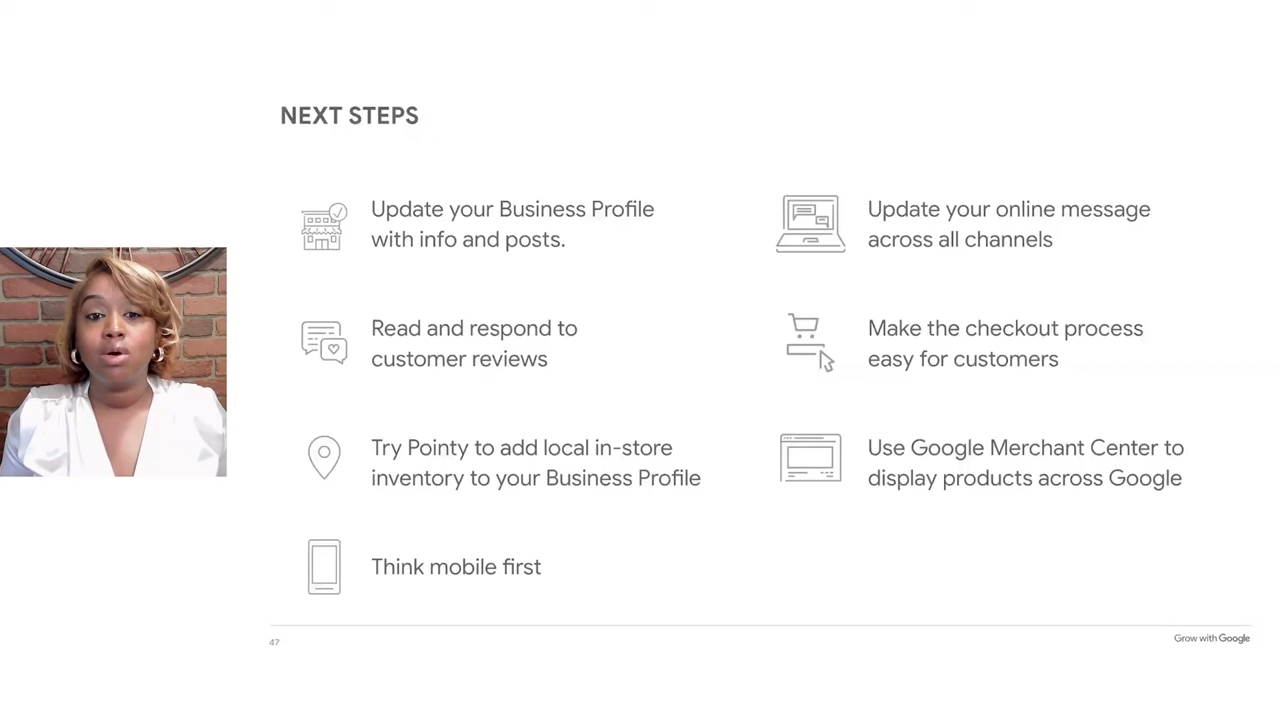 NEXT STEPS
Update your Business Profile
with info and posts.
Read and respond to
customer reviews
Try Pointy to add local in-store
inventory to your Business Profile
Think mobile first
Update your online message
across all channels
Make the checkout process
easy for customers
Use Google Merchant Center to
display products across Google
47
Grow with Google